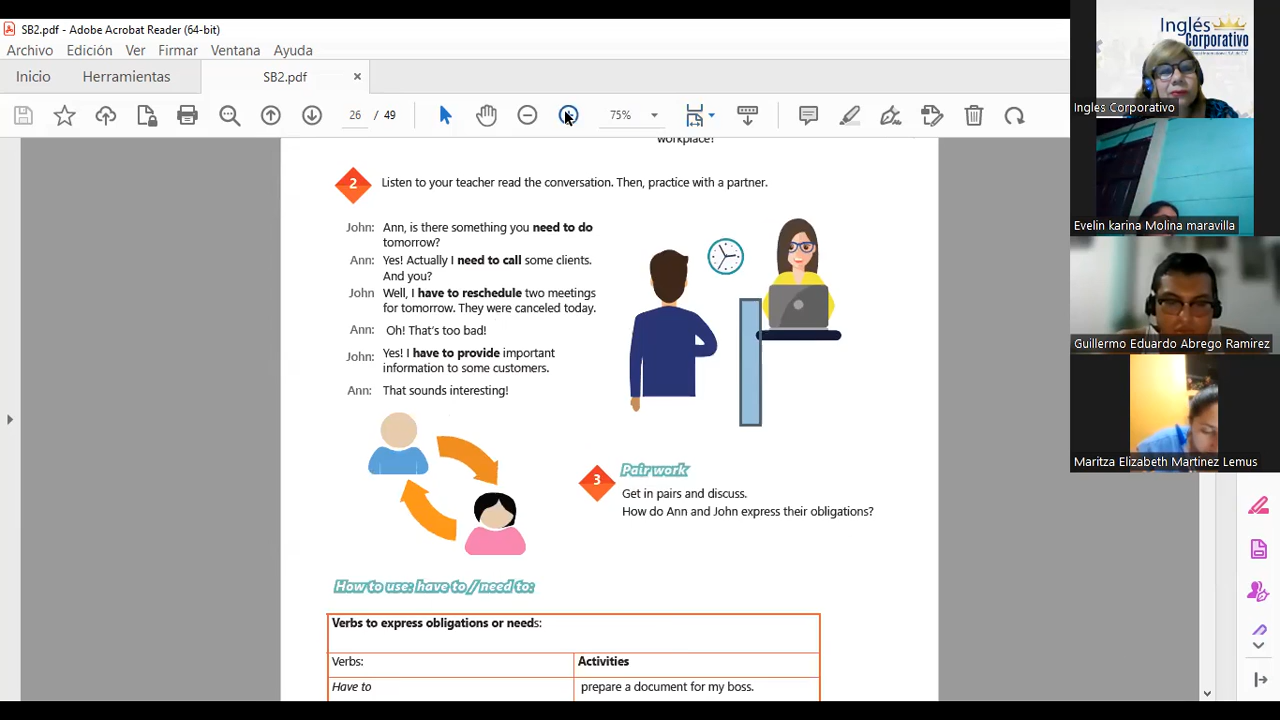 SB2.pdf - Adobe Acrobat Reader (64-bit)
Archivo Edición Ver Firmar Ventana Ayuda
Inicio Herramientas SB2.pdf ×
26 / 49 75%
workplace?
2 Listen to your teacher read the conversation. Then, practice with a partner.
John: Ann, is there something you need to do
tomorrow?
Ann: Yes! Actually I need to call some clients.
And you?
John Well, I have to reschedule two meetings
for tomorrow. They were canceled today.
Ann: Oh! That's too bad!
John: Yes! I have to provide important
information to some customers.
Ann: That sounds interesting!
3 Pair work
Get in pairs and discuss.
How do Ann and John express their obligations?
How to use: have to / need to:
Verbs to express obligations or needs:
Verbs: Activities
Have to prepare a document for my boss.
Inglés
Corporativo
Ingles Corporativo
Evelin karina Molina maravilla
Guillermo Eduardo Abrego Ramirez
Maritza Elizabeth Martinez Lemus